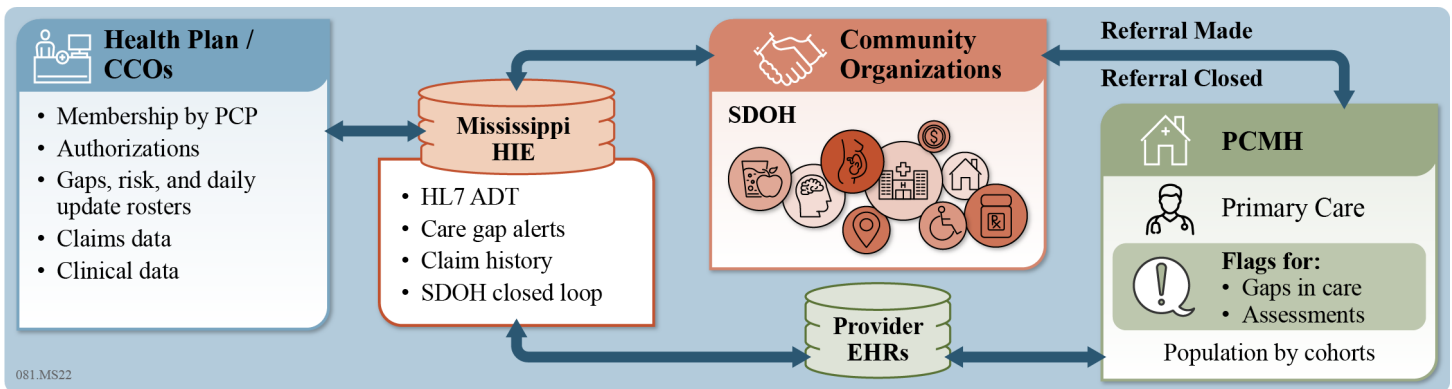 Health Plan /
CCOs
• Membership by PCP
• Authorizations
• Gaps, risk, and daily
update rosters
• Claims data
• Clinical data
Mississippi
HIE
• HL7 ADT
• Care gap alerts
• Claim history
• SDOH closed loop
Community
Organizations
SDOH
$
H
Rx
Provider
EHRs
Referral Made
Referral Closed
PCMH
Primary Care
!
Flags for:
• Gaps in care
• Assessments
Population by cohorts
081.MS22